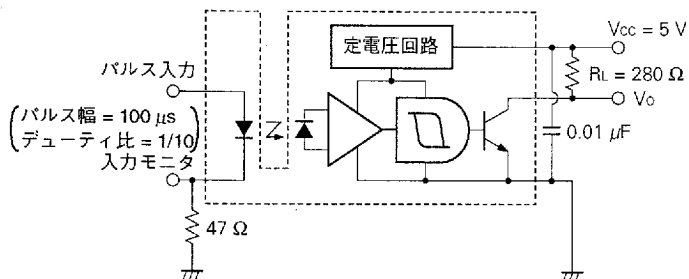 定電圧回路
VCC = 5 V
RL = 280 Ω
VO
0.01 μF
パルス入力
(パルス幅 = 100 μs
デューティ比 = 1/10)
入力モニタ
47 Ω